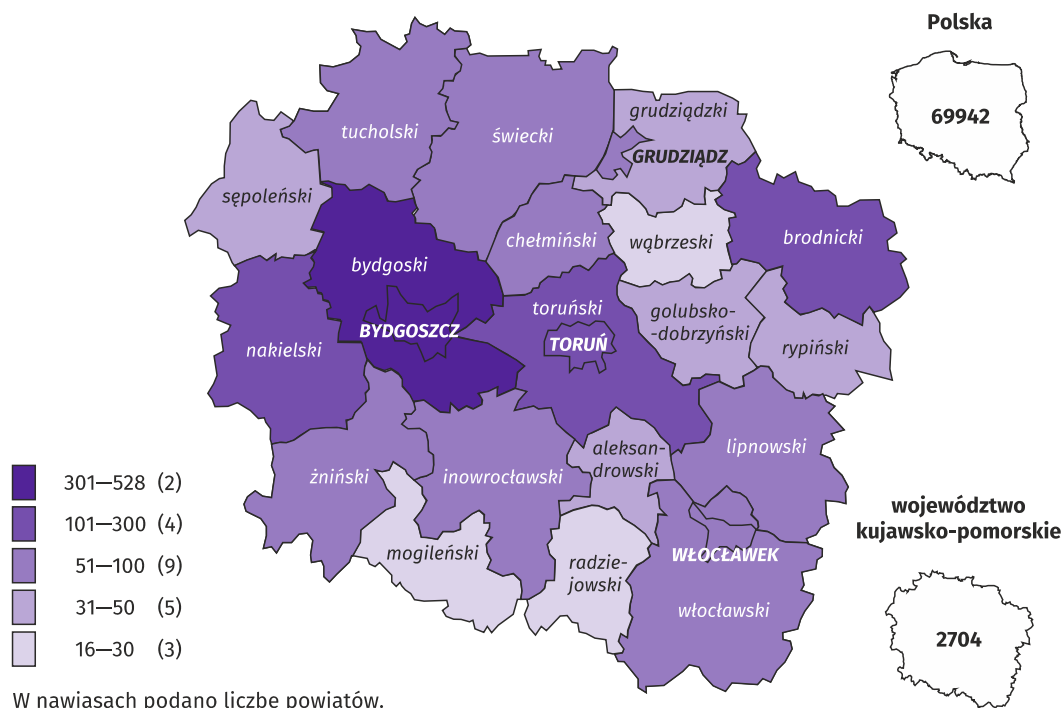 Polska
69942
tucholski
świecki
grudziądzki
GRUDZIĄDZ
sępoleński
chełmiński
wąbrzeski
brodnicki
bydgoski
toruński
golubsko-
-dobrzyński
BYDGOSZCZ
TORUŃ
nakielski
rypiński
aleksan-
drowski
lipnowski
żniński
inowrocławski
mogileński
radzie-
jowski
WŁOCŁAWEK
włocławski
301—528 (2)
101—300 (4)
51—100 (9)
31—50 (5)
16—30 (3)
województwo
kujawsko-pomorskie
2704
W nawiasach podano liczbę powiatów.